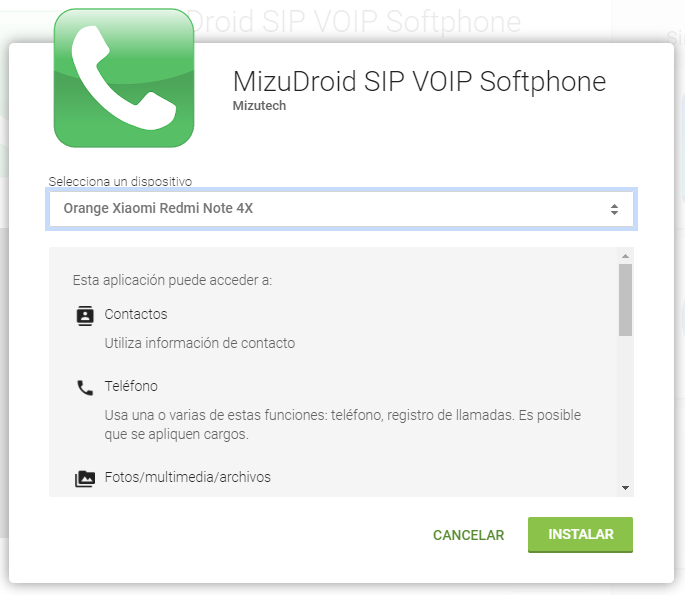 Droid SIP VOIP Softphone
MizuDroid SIP VOIP Softphone
Mizutech
Selecciona un dispositivo
Orange Xiaomi Redmi Note 4X
Esta aplicación puede acceder a:
Contactos
Utiliza información de contacto
Teléfono
Usa una o varias de estas funciones: teléfono, registro de llamadas. Es posible
que se apliquen cargos.
Fotos/multimedia/archivos
CANCELAR
INSTALAR